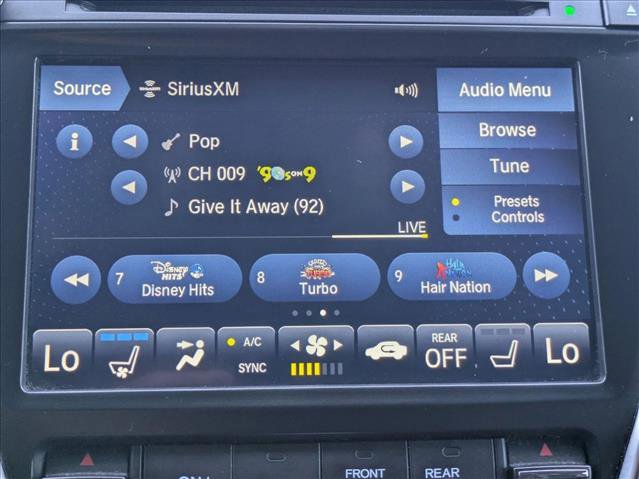 Source SiriusXM Audio Menu
i Pop Browse
CH 009 '90s ON 9 Tune
Give It Away (92) Presets
Controls
LIVE
7 Disney HITS 8 Turbo 9 Hair Nation
Disney Hits Turbo Hair Nation
Lo A/C REAR Lo
SYNC OFF
FRONT REAR